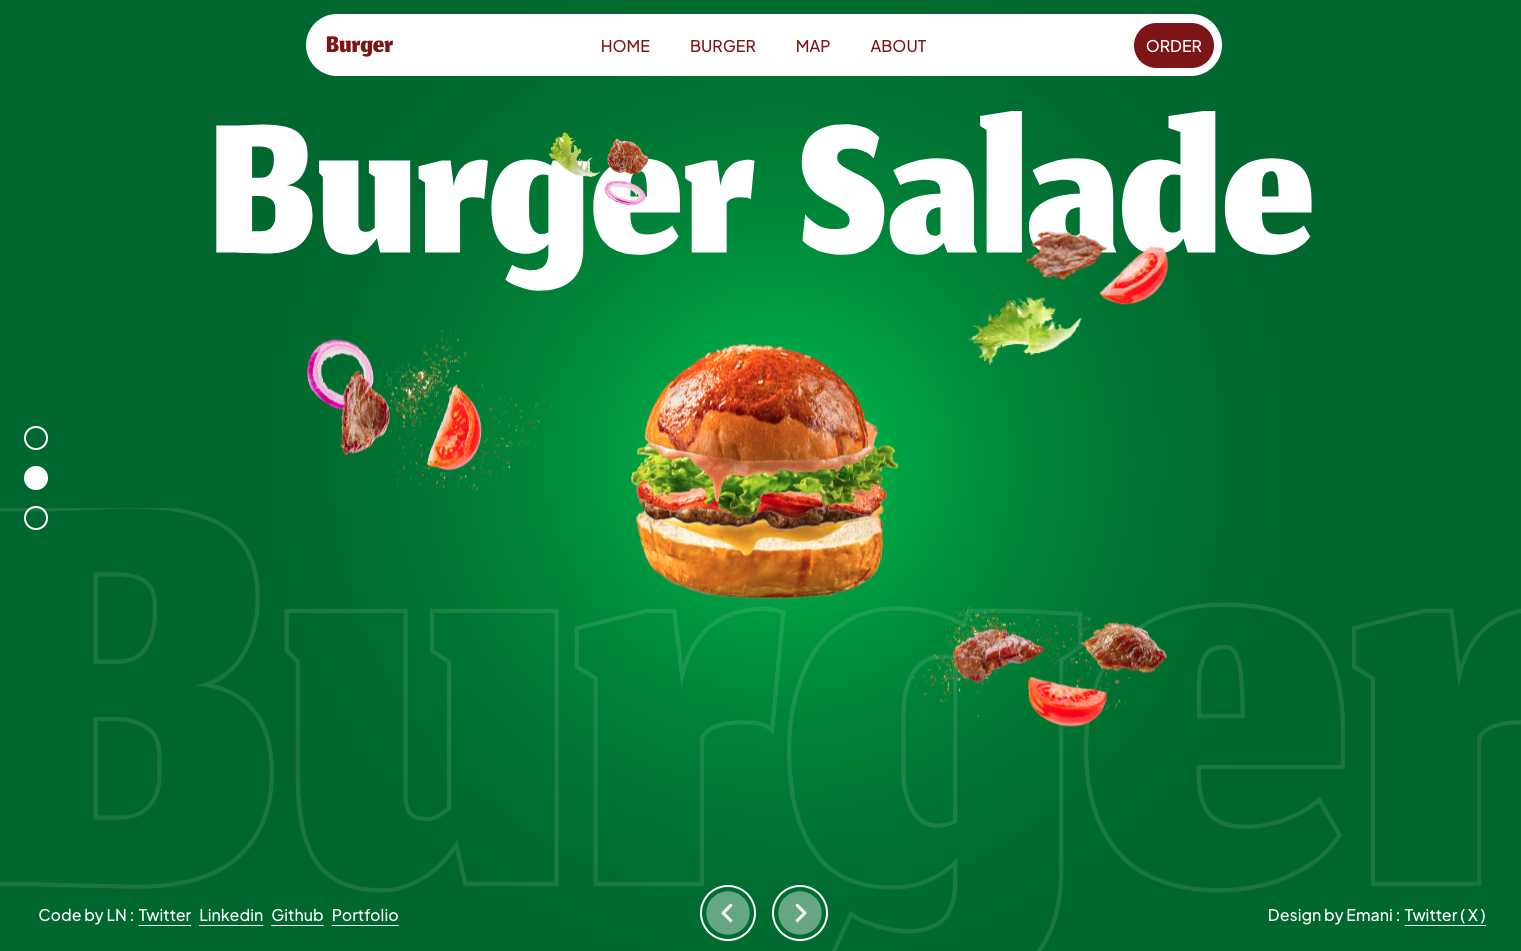 Burger HOME BURGER MAP ABOUT ORDER
Burger Salade
Burger
Code by LN : Twitter Linkedin Github Portfolio Design by Emani : Twitter ( X )